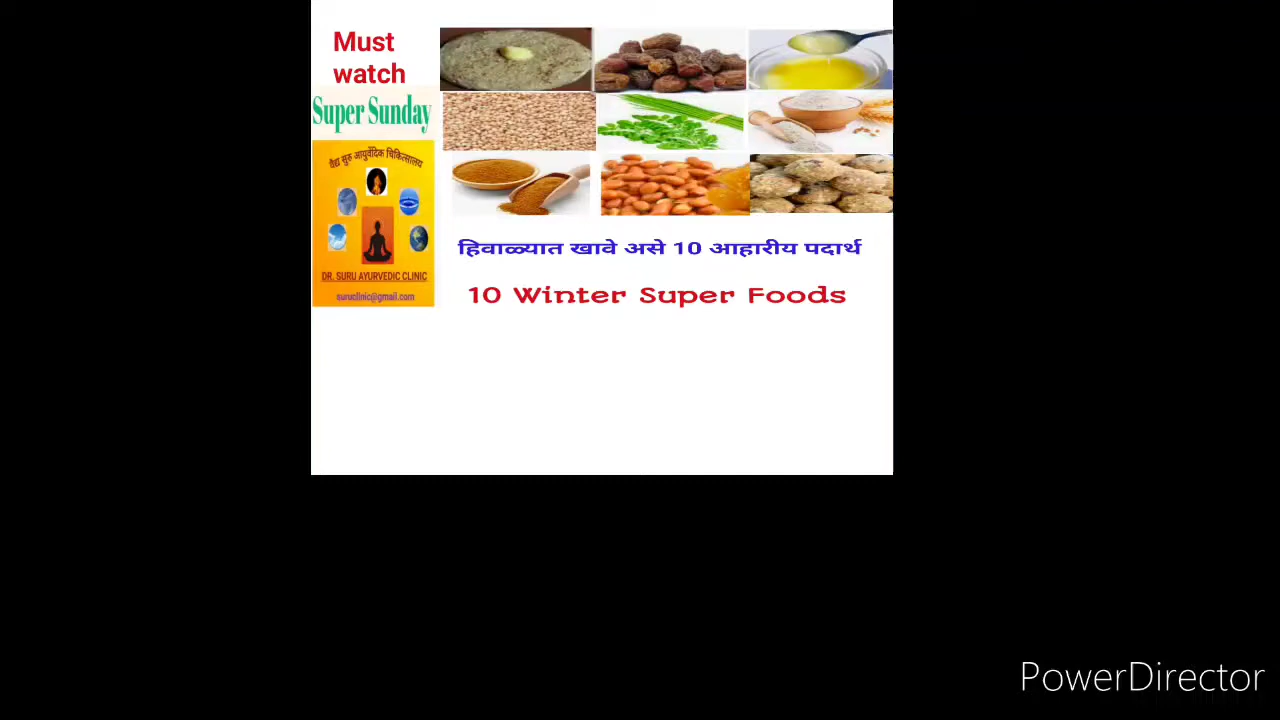 Must
watch
Super Sunday
वैद्य सुरु आयुर्वेदिक चिकित्सालय
DR. SURU AYURVEDIC CLINIC
suruclinic@gmail.com
हिवाळ्यात खावे असे 10 आहारीय पदार्थ
10 Winter Super Foods
PowerDirector